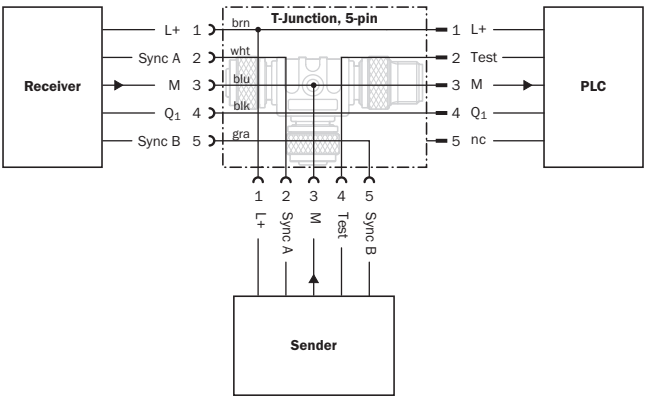 T-Junction, 5-pin
L+ 1 brn 1 L+
Sync A 2 wht 2 Test
Receiver M 3 blu 3 M PLC
Q1 4 blk 4 Q1
Sync B 5 gra 5 nc
1 2 3 4 5
L+ Sync A M Test Sync B
Sender